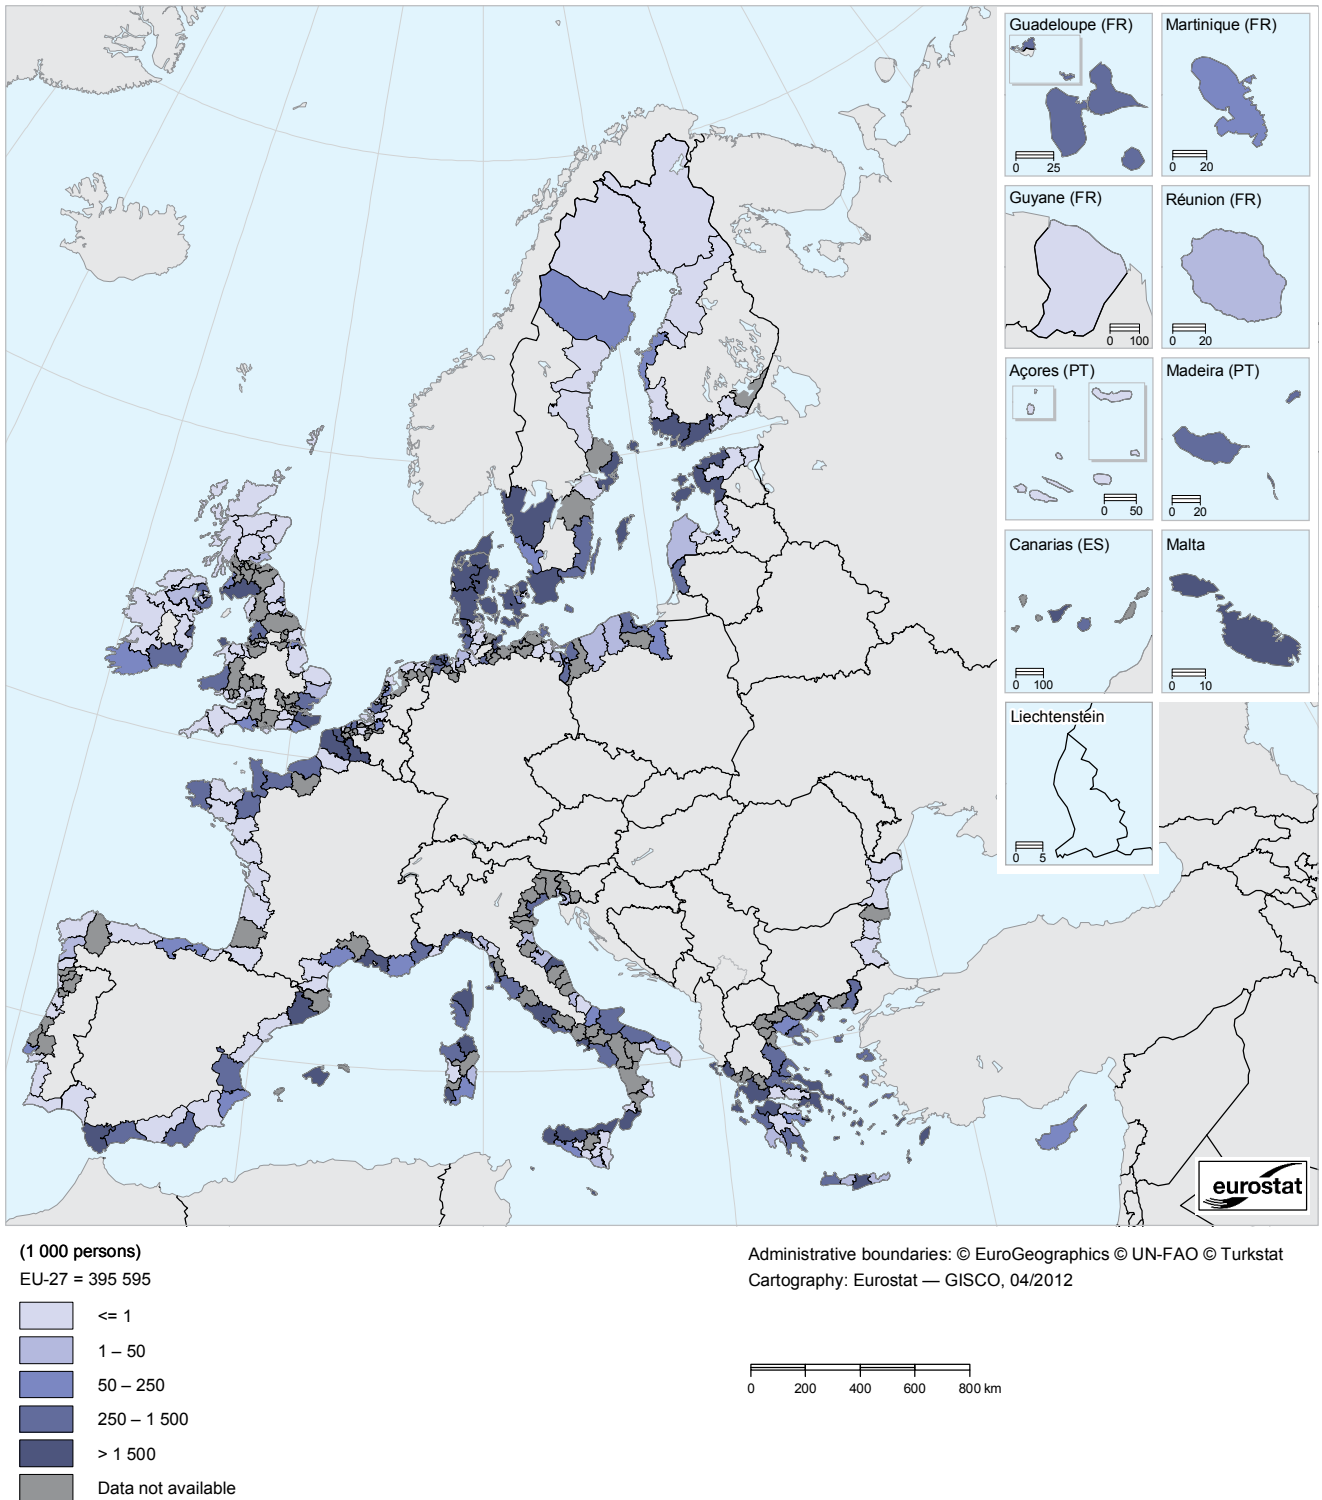 Guadeloupe (FR)
0 25
Martinique (FR)
0 20
Guyane (FR)
0 100
Réunion (FR)
0 20
Açores (PT)
0 50
Madeira (PT)
0 20
Canarias (ES)
0 100
Malta
0 10
Liechtenstein
0 5
eurostat
(1 000 persons)
EU-27 = 395 595
<= 1
1 – 50
50 – 250
250 – 1 500
> 1 500
Data not available
Administrative boundaries: © EuroGeographics © UN-FAO © Turkstat
Cartography: Eurostat — GISCO, 04/2012
0 200 400 600 800 km